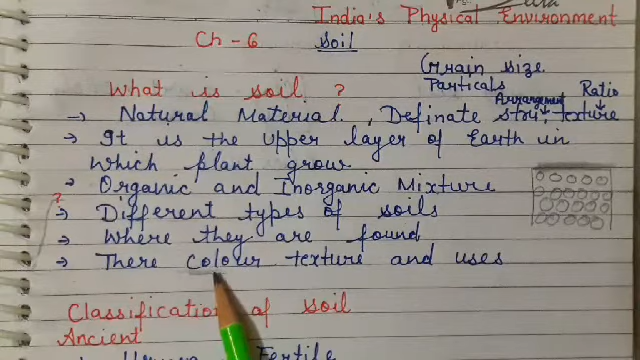 India's Physical Environment
Ch-6 Soil
Grain size
What is soil ? Particals Ratio
Arrangement
→ Natural Material, Definate struc texture
→ It is the upper layer of Earth in
which plant grow
→ Organic and Inorganic Mixture
→ Different types of soils
→ Where they are found
→ There colour texture and uses
Classification of soil
Ancient
Fertile